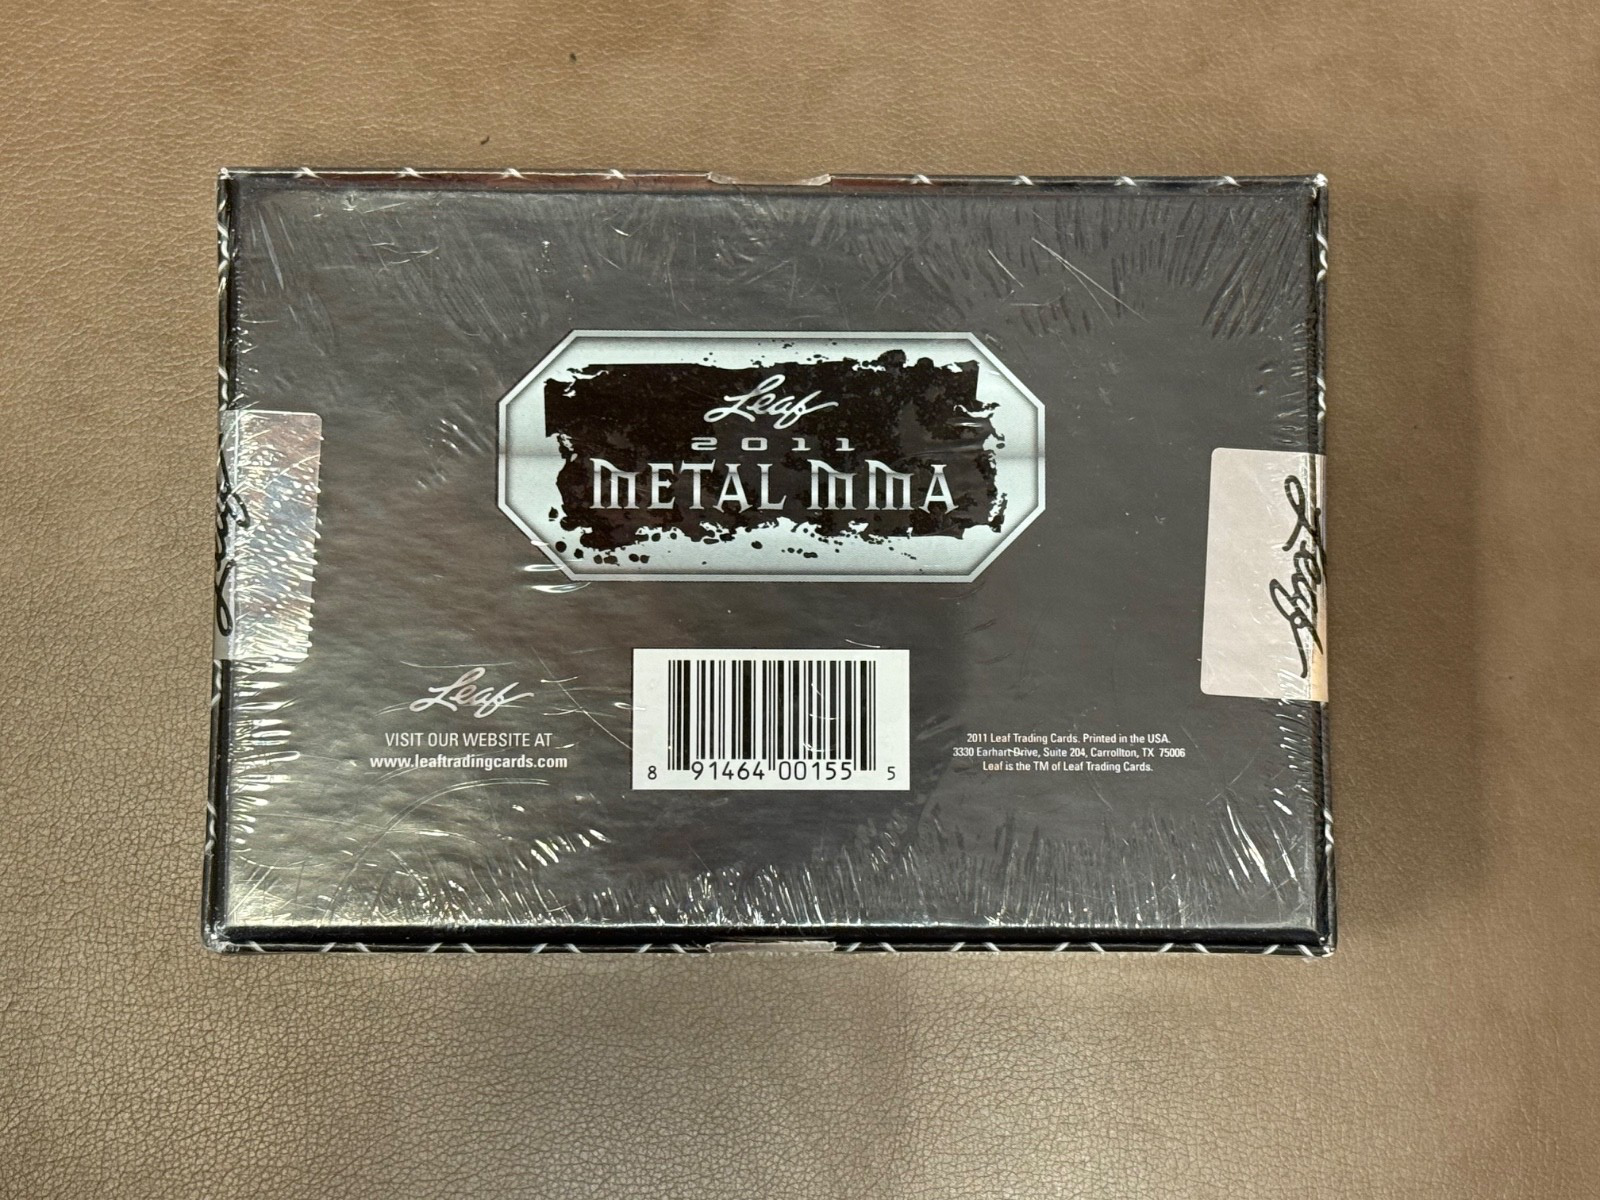 Leaf
2011
METAL MMA
Leaf
Leaf
Leaf
VISIT OUR WEBSITE AT
www.leaftradingcards.com
8 91464 00155 5
2011 Leaf Trading Cards. Printed in the USA.
3330 Earhart Drive, Suite 204, Carrollton, TX 75006
Leaf is the TM of Leaf Trading Cards.